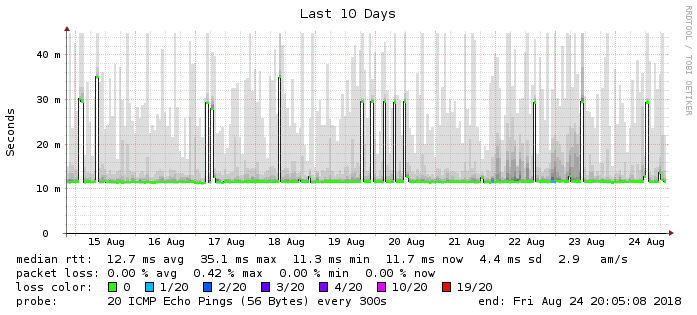 Last 10 Days
RRDTOOL / TOBI OETIKER
Seconds
40 m
30 m
20 m
10 m
0
15 Aug 16 Aug 17 Aug 18 Aug 19 Aug 20 Aug 21 Aug 22 Aug 23 Aug 24 Aug
median rtt: 12.7 ms avg 35.1 ms max 11.3 ms min 11.7 ms now 4.4 ms sd 2.9 am/s
packet loss: 0.00 % avg 0.42 % max 0.00 % min 0.00 % now
loss color: 0 1/20 2/20 3/20 4/20 10/20 19/20
probe: 20 ICMP Echo Pings (56 Bytes) every 300s end: Fri Aug 24 20:05:08 2018